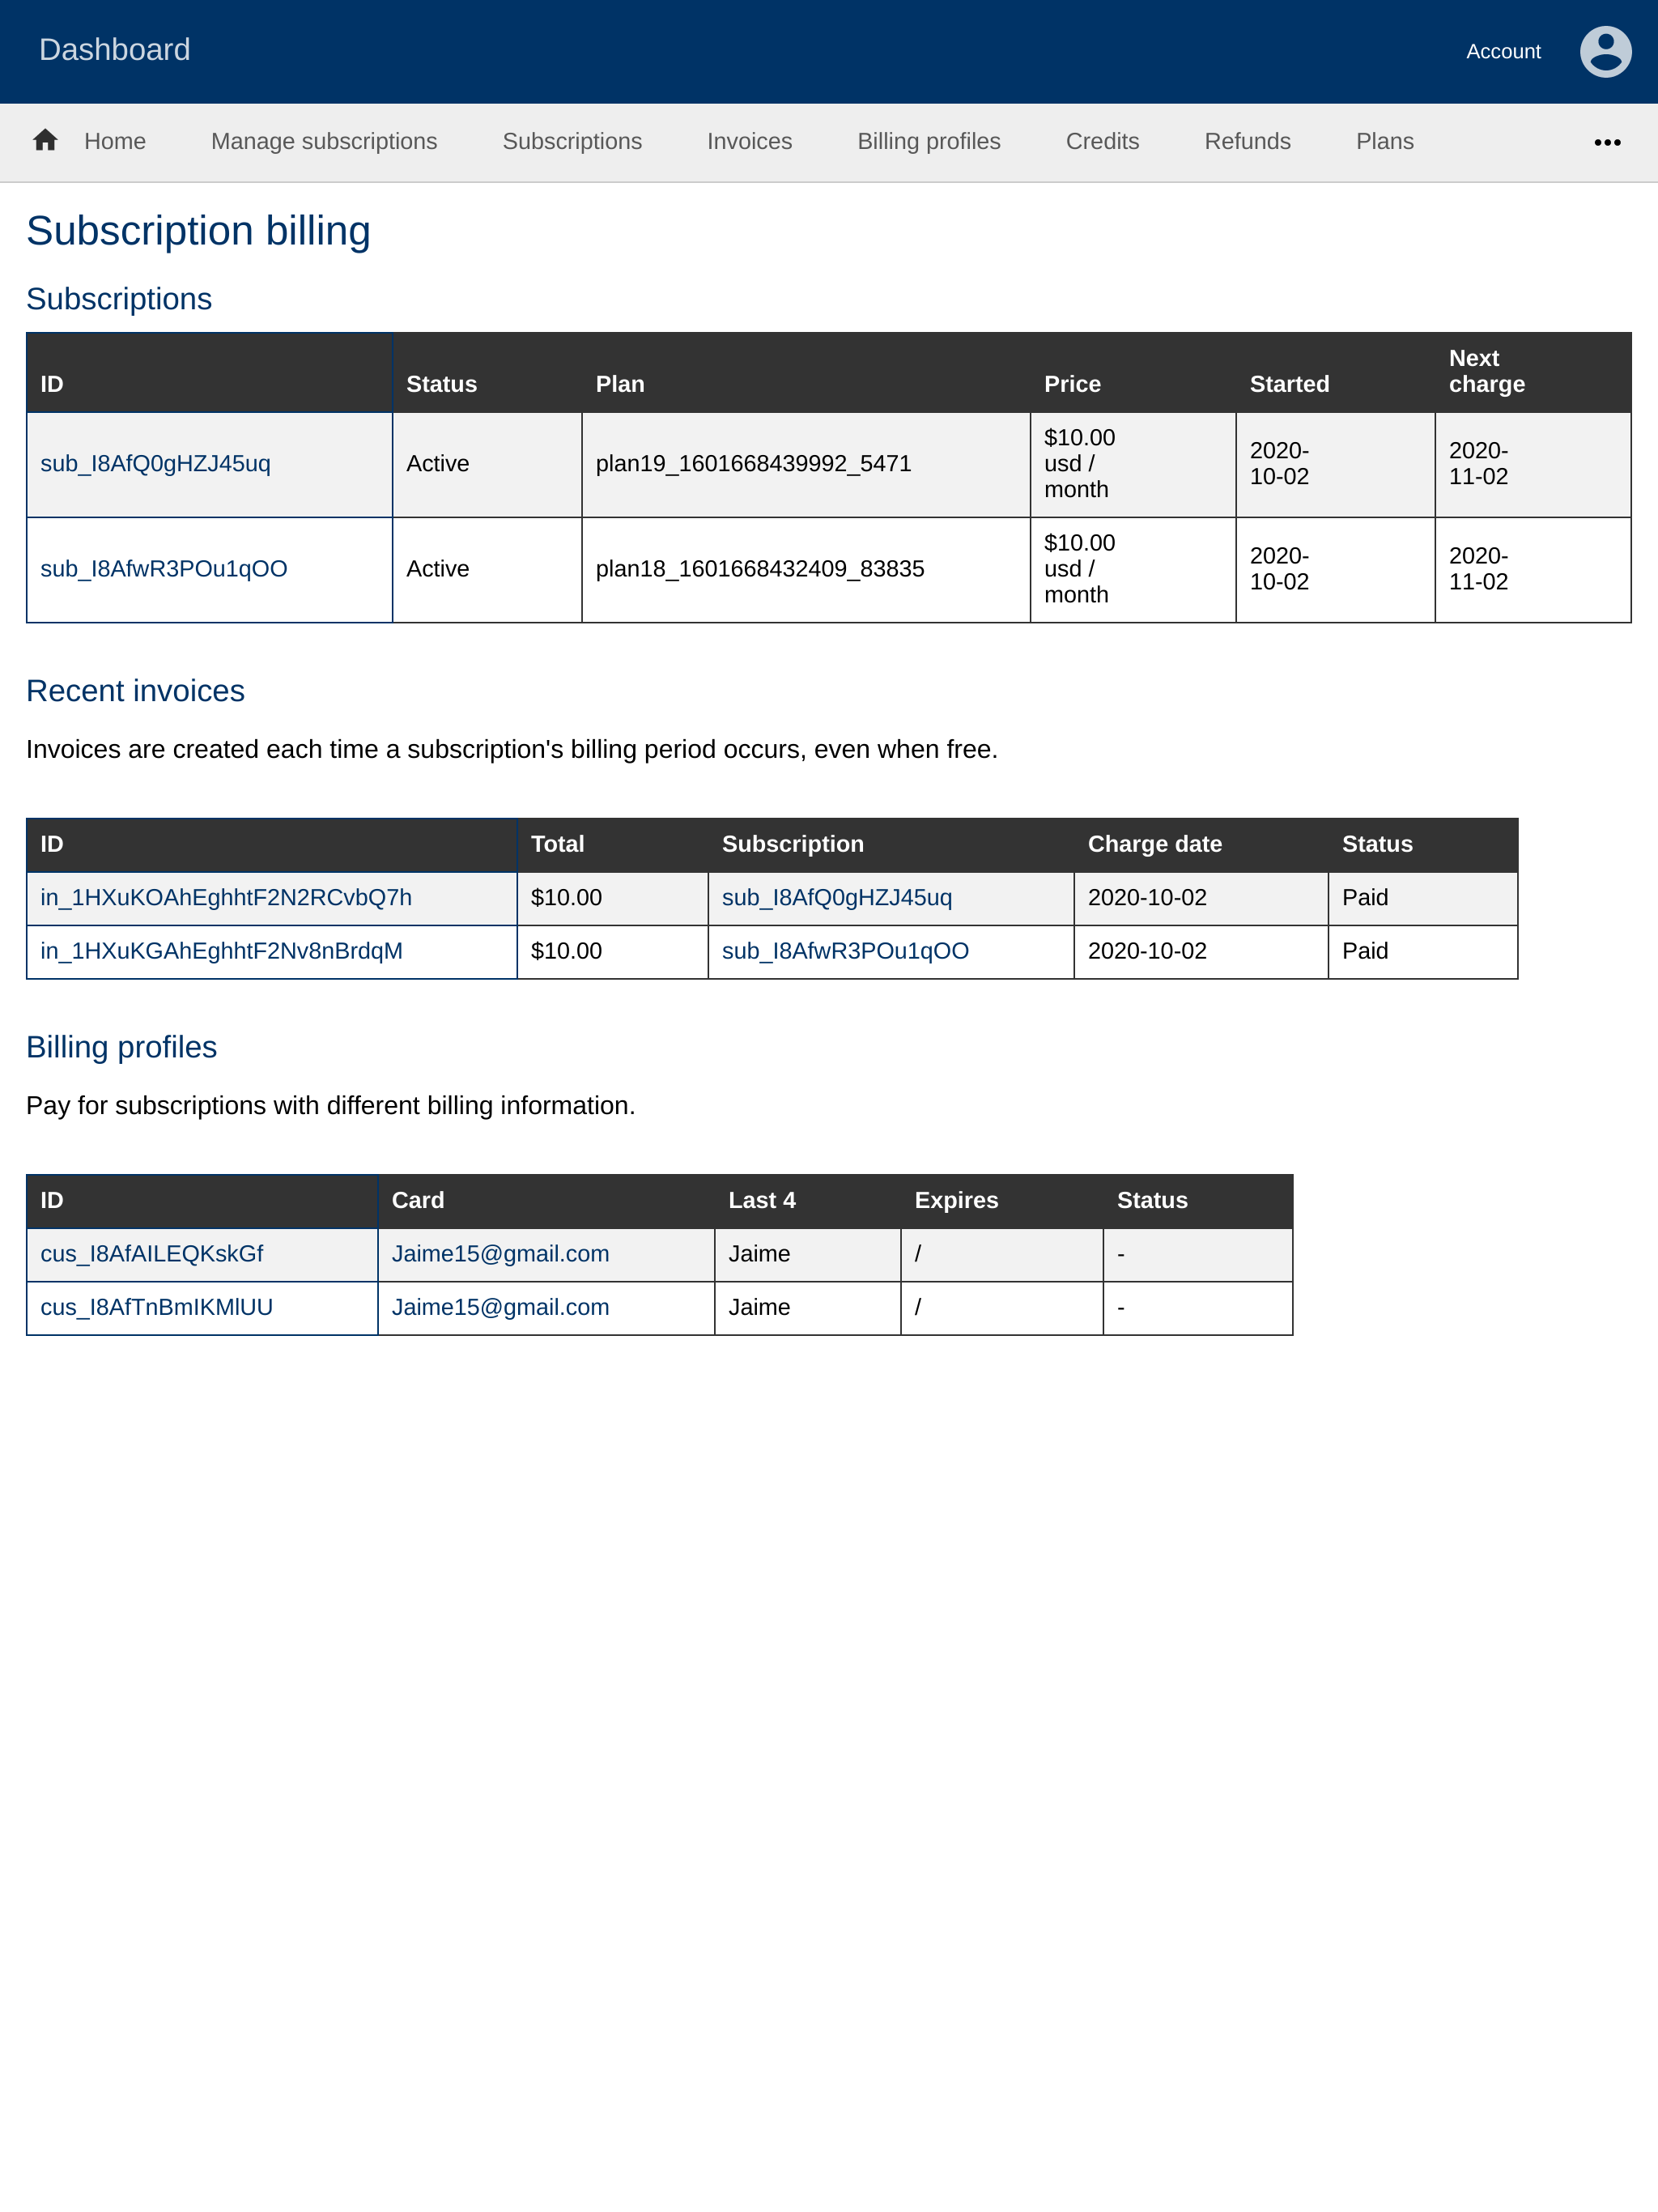 Dashboard
Account
Home Manage subscriptions Subscriptions Invoices Billing profiles Credits Refunds Plans •••
Subscription billing
Subscriptions
ID Status Plan Price Started Next charge
sub_I8AfQ0gHZJ45uq Active plan19_1601668439992_5471 $10.00 usd / month 2020-10-02 2020-11-02
sub_I8AfwR3POu1qOO Active plan18_1601668432409_83835 $10.00 usd / month 2020-10-02 2020-11-02
Recent invoices
Invoices are created each time a subscription's billing period occurs, even when free.
ID Total Subscription Charge date Status
in_1HXuKOAhEghhtF2N2RCvbQ7h $10.00 sub_I8AfQ0gHZJ45uq 2020-10-02 Paid
in_1HXuKGAhEghhtF2Nv8nBrdqM $10.00 sub_I8AfwR3POu1qOO 2020-10-02 Paid
Billing profiles
Pay for subscriptions with different billing information.
ID Card Last 4 Expires Status
cus_I8AfAILEQKskGf Jaime15@gmail.com Jaime / -
cus_I8AfTnBmIKMlUU Jaime15@gmail.com Jaime / -